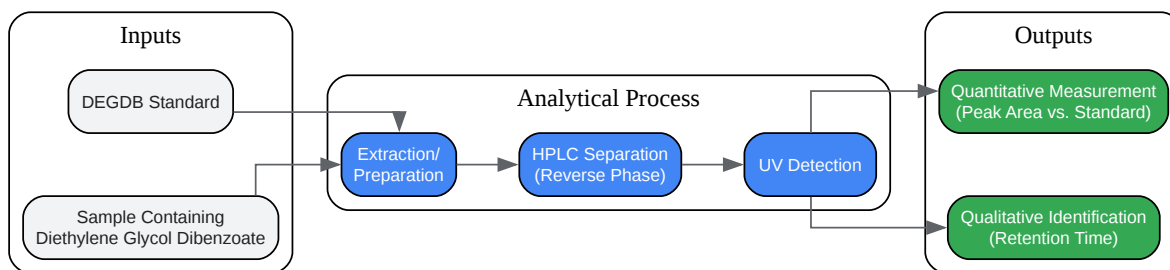 Inputs
DEGDB Standard
Sample Containing
Diethylene Glycol Dibenzoate
Analytical Process
Extraction/
Preparation
HPLC Separation
(Reverse Phase)
UV Detection
Outputs
Quantitative Measurement
(Peak Area vs. Standard)
Qualitative Identification
(Retention Time)